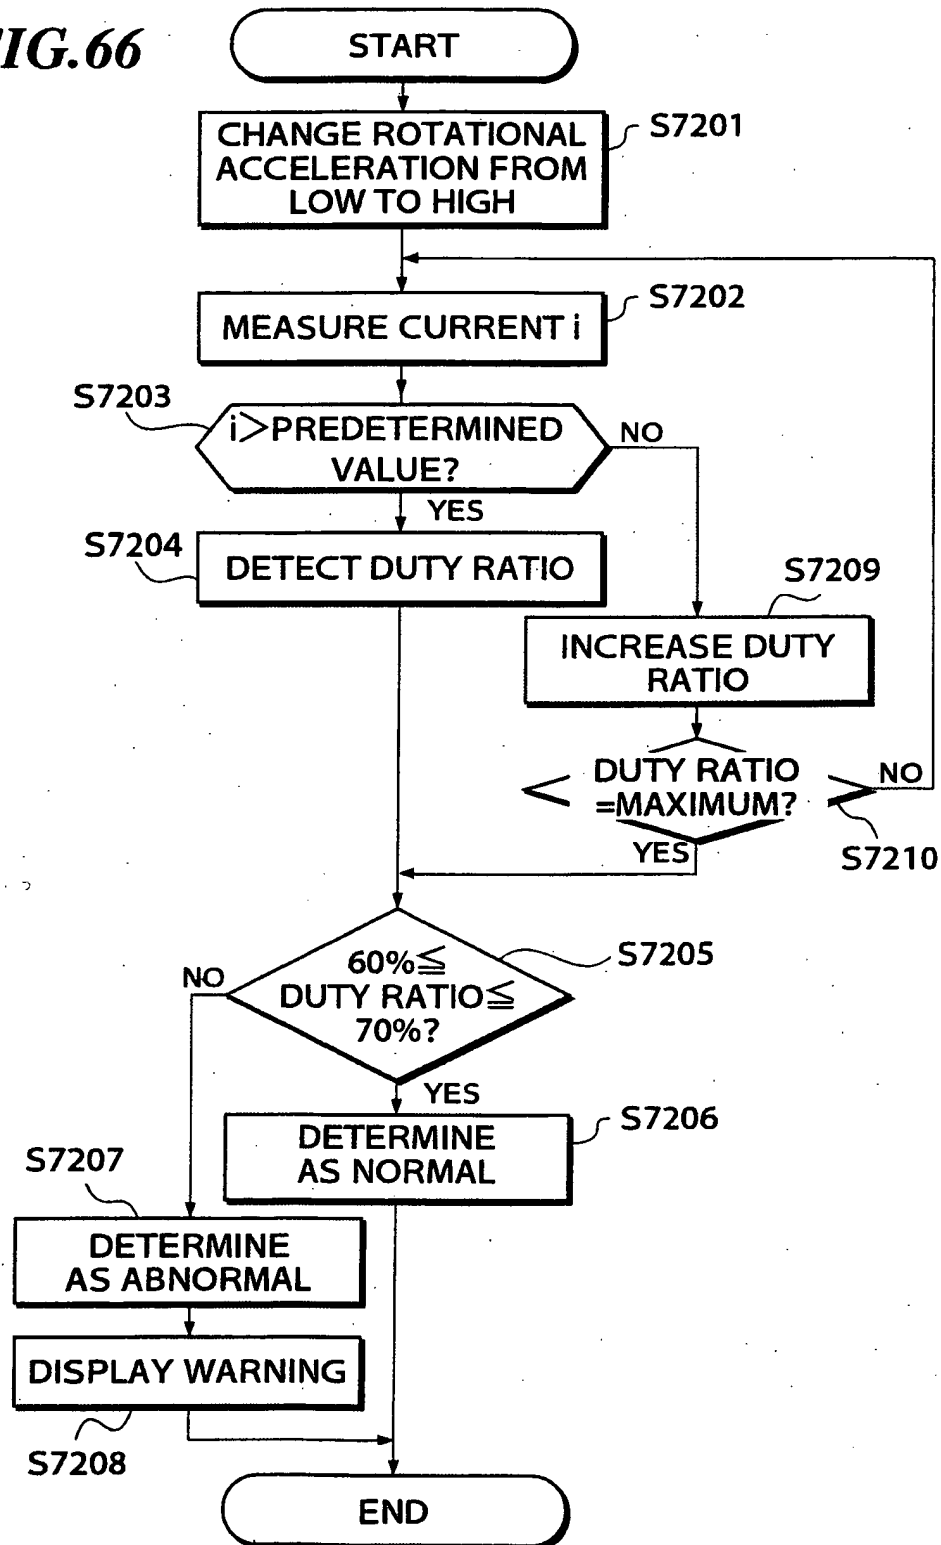 FIG.66
START
CHANGE ROTATIONAL
ACCELERATION FROM
LOW TO HIGH
S7201
MEASURE CURRENT i
S7202
S7203
i>PREDETERMINED
VALUE?
NO
YES
S7204
DETECT DUTY RATIO
S7209
INCREASE DUTY
RATIO
DUTY RATIO
=MAXIMUM?
NO
YES
S7210
60%≦
DUTY RATIO≦
70%?
S7205
NO
YES
DETERMINE
AS NORMAL
S7206
S7207
DETERMINE
AS ABNORMAL
DISPLAY WARNING
S7208
END